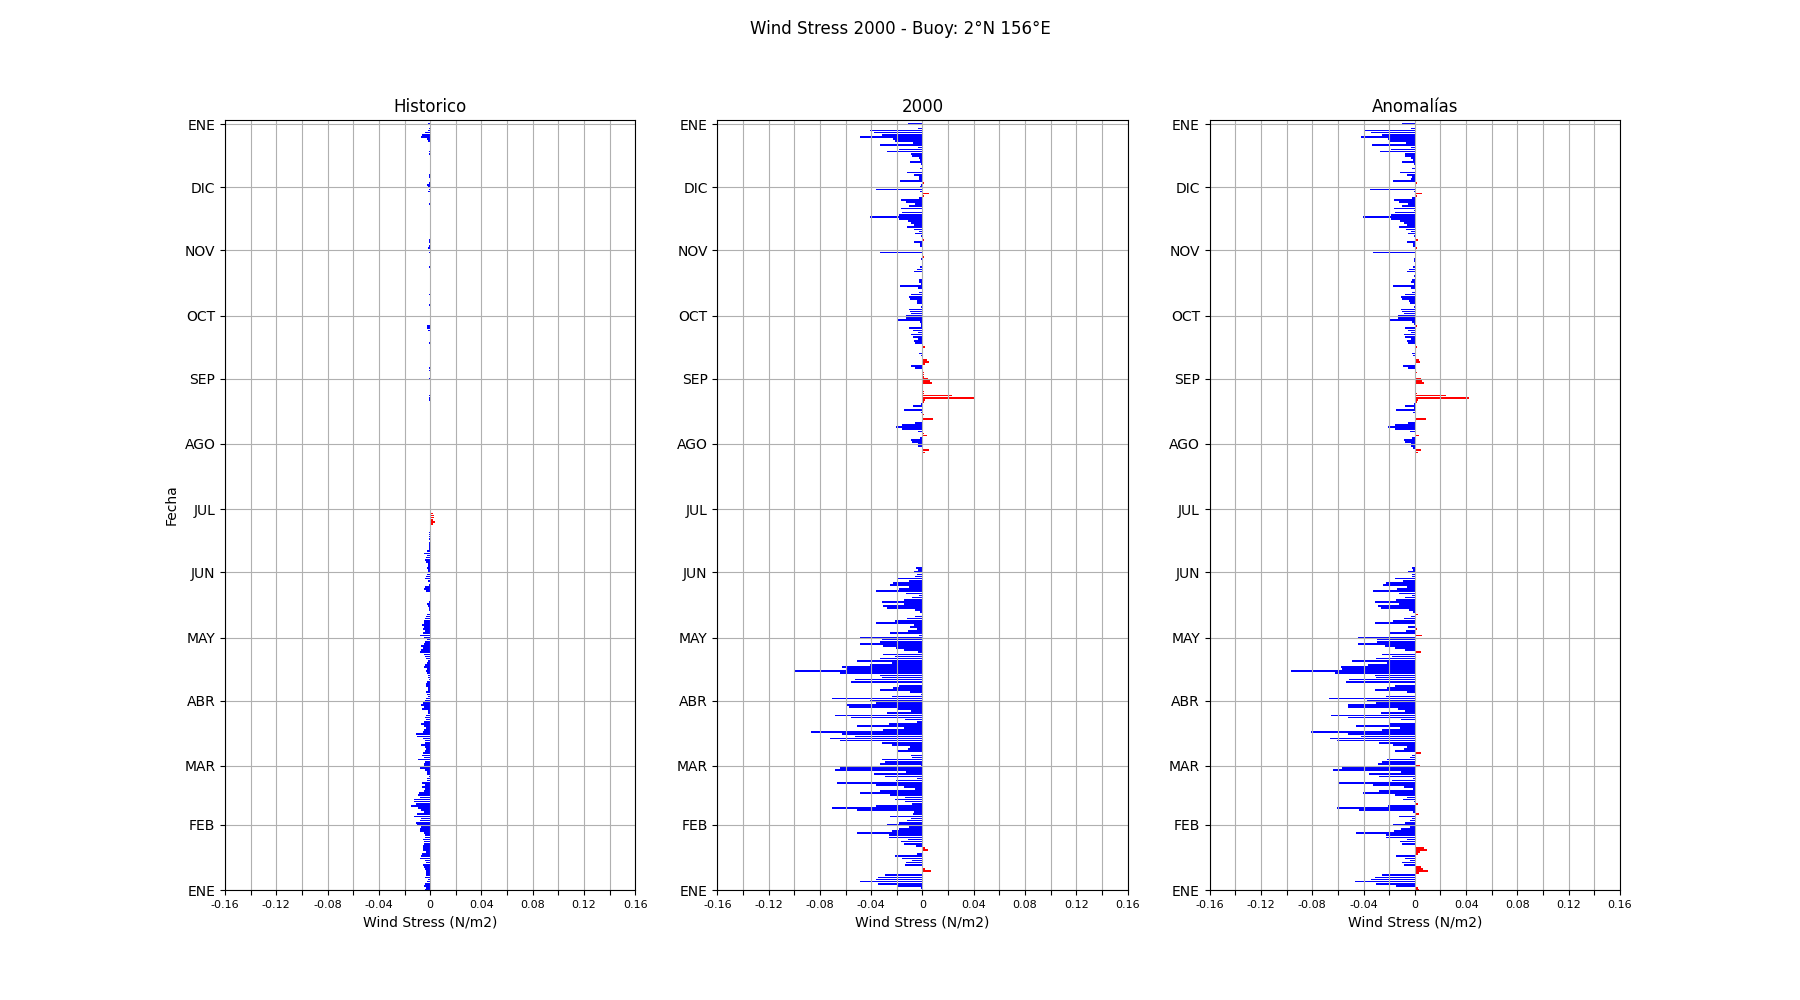 Wind Stress 2000 - Buoy: 2°N 156°E
Historico
2000
Anomalías
Fecha
ENE
DIC
NOV
OCT
SEP
AGO
JUL
JUN
MAY
ABR
MAR
FEB
ENE
-0.16 -0.12 -0.08 -0.04 0 0.04 0.08 0.12 0.16
Wind Stress (N/m2)
ENE
DIC
NOV
OCT
SEP
AGO
JUL
JUN
MAY
ABR
MAR
FEB
ENE
-0.16 -0.12 -0.08 -0.04 0 0.04 0.08 0.12 0.16
Wind Stress (N/m2)
ENE
DIC
NOV
OCT
SEP
AGO
JUL
JUN
MAY
ABR
MAR
FEB
ENE
-0.16 -0.12 -0.08 -0.04 0 0.04 0.08 0.12 0.16
Wind Stress (N/m2)